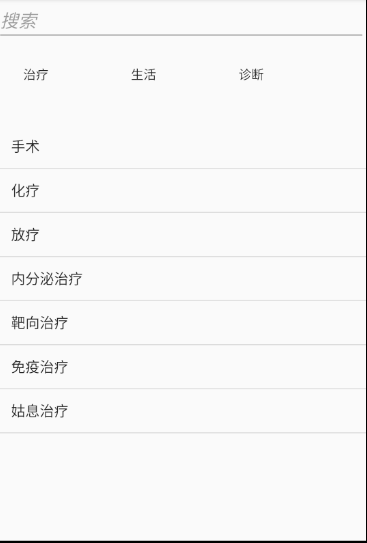 搜索
治疗 生活 诊断
手术
化疗
放疗
内分泌治疗
靶向治疗
免疫治疗
姑息治疗